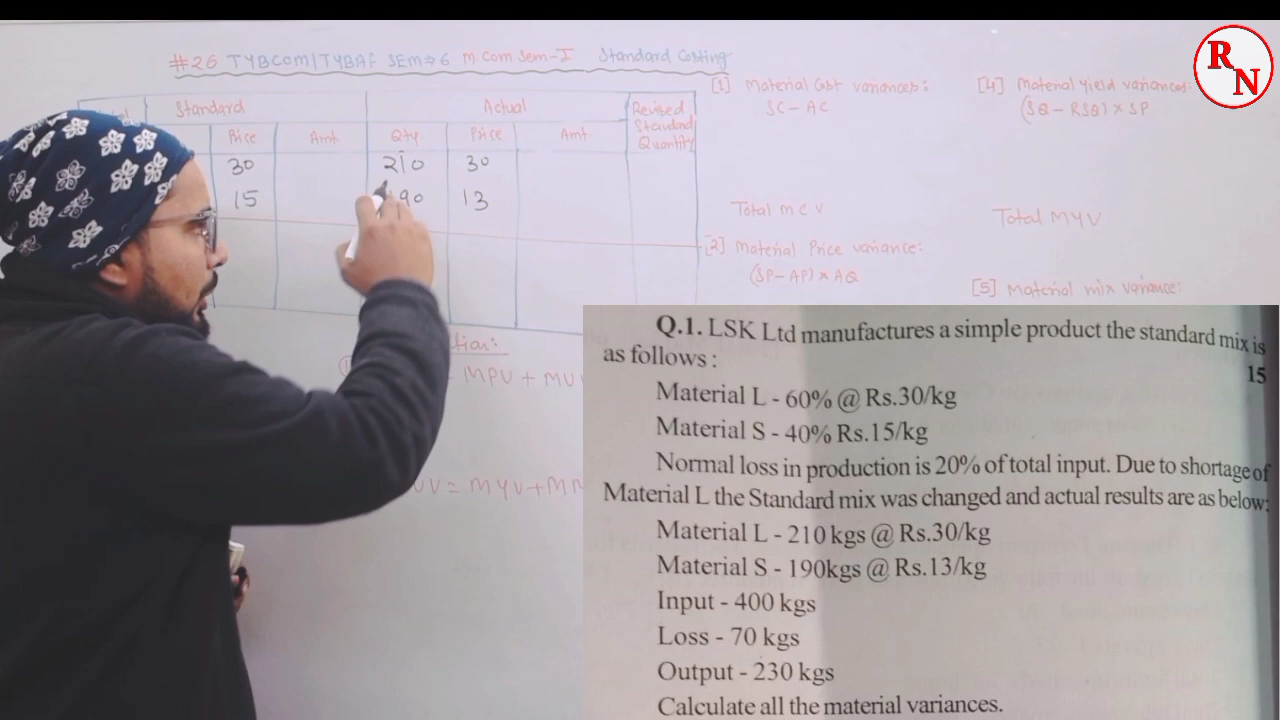 RN
#26 TYBCom/TYBAF SEM→6 M.Com Sem-I Standard Costing
Standard Actual Revised Standard Quantity
Price Amt Qty Price Amt
30 210 30
15 190 13
[1] Material Cost variances:
SC - AC
Total MCV
[2] Material Price variance:
(SP - AP) × AQ
[4] Material yield variances:
(SQ - RSQ) × SP
Total MYV
[5] Material mix variance:
= MPV + MUV
UV = MYV + MM
Q.1. LSK Ltd manufactures a simple product the standard mix is
as follows :
15
Material L - 60% @ Rs.30/kg
Material S - 40% Rs.15/kg
Normal loss in production is 20% of total input. Due to shortage of
Material L the Standard mix was changed and actual results are as below:
Material L - 210 kgs @ Rs.30/kg
Material S - 190kgs @ Rs.13/kg
Input - 400 kgs
Loss - 70 kgs
Output - 230 kgs
Calculate all the material variances.